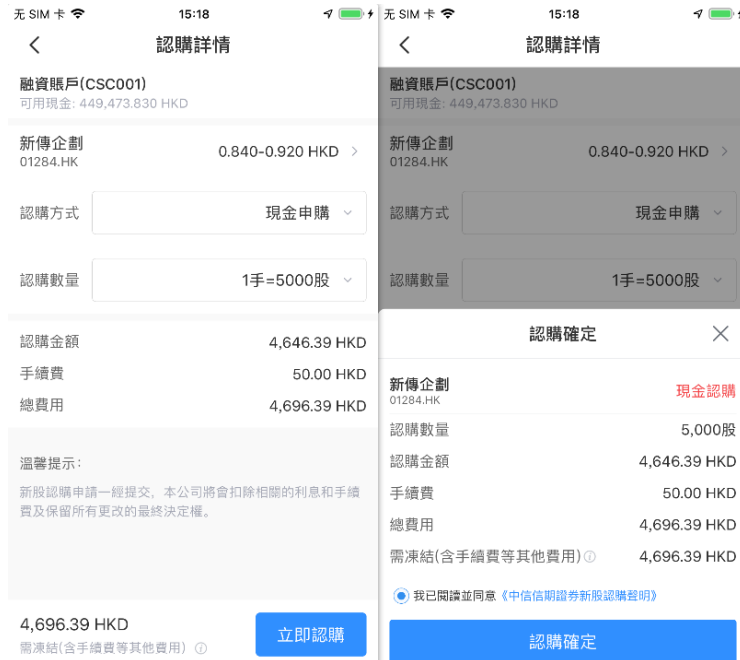 无 SIM 卡
15:18
認購詳情
融資賬戶(CSC001)
可用現金: 449,473.830 HKD
新傳企劃
01284.HK
0.840-0.920 HKD
認購方式
現金申購
認購數量
1手=5000股
認購金額
4,646.39 HKD
手續費
50.00 HKD
總費用
4,696.39 HKD
溫馨提示：
新股認購申請一經提交，本公司將會扣除相關的利息和手續
費及保留所有更改的最終決定權。
4,696.39 HKD
需凍結(含手續費等其他費用)
立即認購
无 SIM 卡
15:18
認購詳情
融資賬戶(CSC001)
可用現金: 449,473.830 HKD
新傳企劃
01284.HK
0.840-0.920 HKD
認購方式
現金申購
認購數量
1手=5000股
認購確定
新傳企劃
01284.HK
現金認購
認購數量
5,000股
認購金額
4,646.39 HKD
手續費
50.00 HKD
總費用
4,696.39 HKD
需凍結(含手續費等其他費用)
4,696.39 HKD
我已閱讀並同意《中信信期證券新股認購聲明》
認購確定